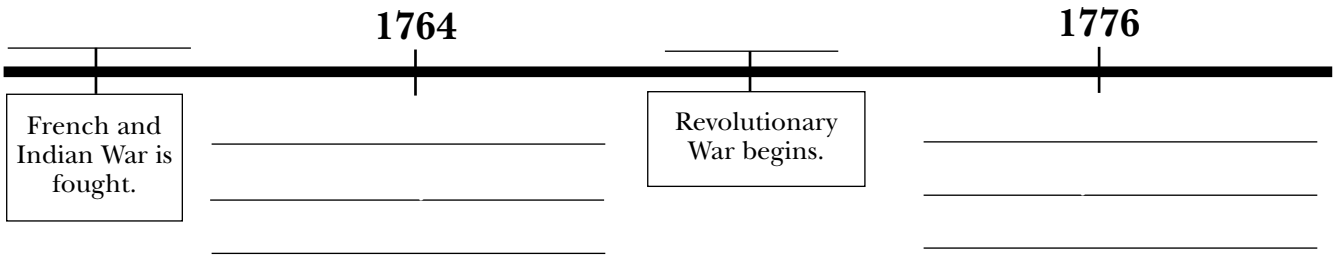 1764
1776
French and
Indian War is
fought.
Revolutionary
War begins.